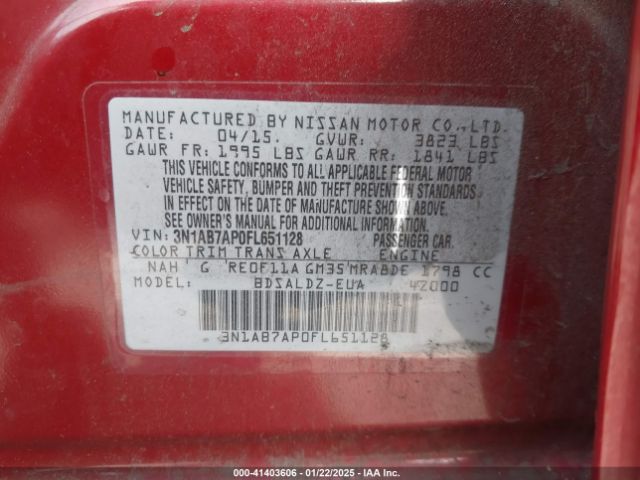 MANUFACTURED BY NISSAN MOTOR CO., LTD.
DATE: 04/15. GVWR: 3823 LBS
GAWR FR: 1995 LBS GAWR RR: 1841 LBS
THIS VEHICLE CONFORMS TO ALL APPLICABLE FEDERAL MOTOR
VEHICLE SAFETY, BUMPER AND THEFT PREVENTION STANDARDS
IN EFFECT ON THE DATE OF MANUFACTURE SHOWN ABOVE.
SEE OWNER'S MANUAL FOR ADDITIONAL INFORMATION.
VIN: 3N1AB7AP0FL651128 PASSENGER CAR.
COLOR TRIM TRANS AXLE ENGINE
NAH G RE0F11A GM35 MRA8DE 1798 CC
MODEL: BDSALDZ-EUA 42000
3N1AB7AP0FL651128
000-41403606 - 01/22/2025 - IAA Inc.